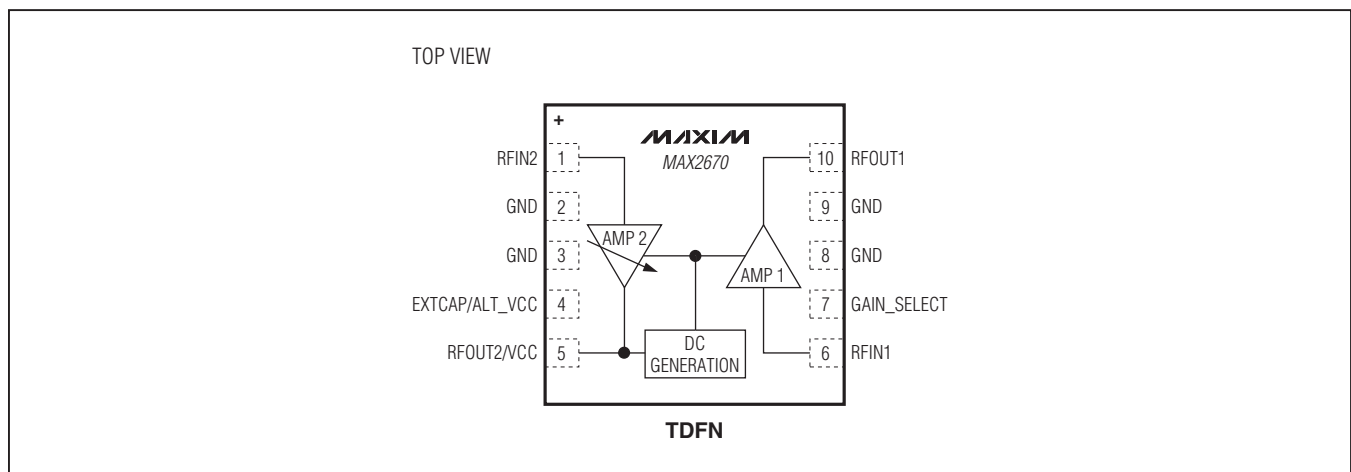 TOP VIEW
+
MAXIM
MAX2670
RFIN2 1
10 RFOUT1
GND 2
9 GND
GND 3
8 GND
AMP 2
AMP 1
EXTCAP/ALT_VCC 4
7 GAIN_SELECT
RFOUT2/VCC 5
6 RFIN1
DC
GENERATION
TDFN